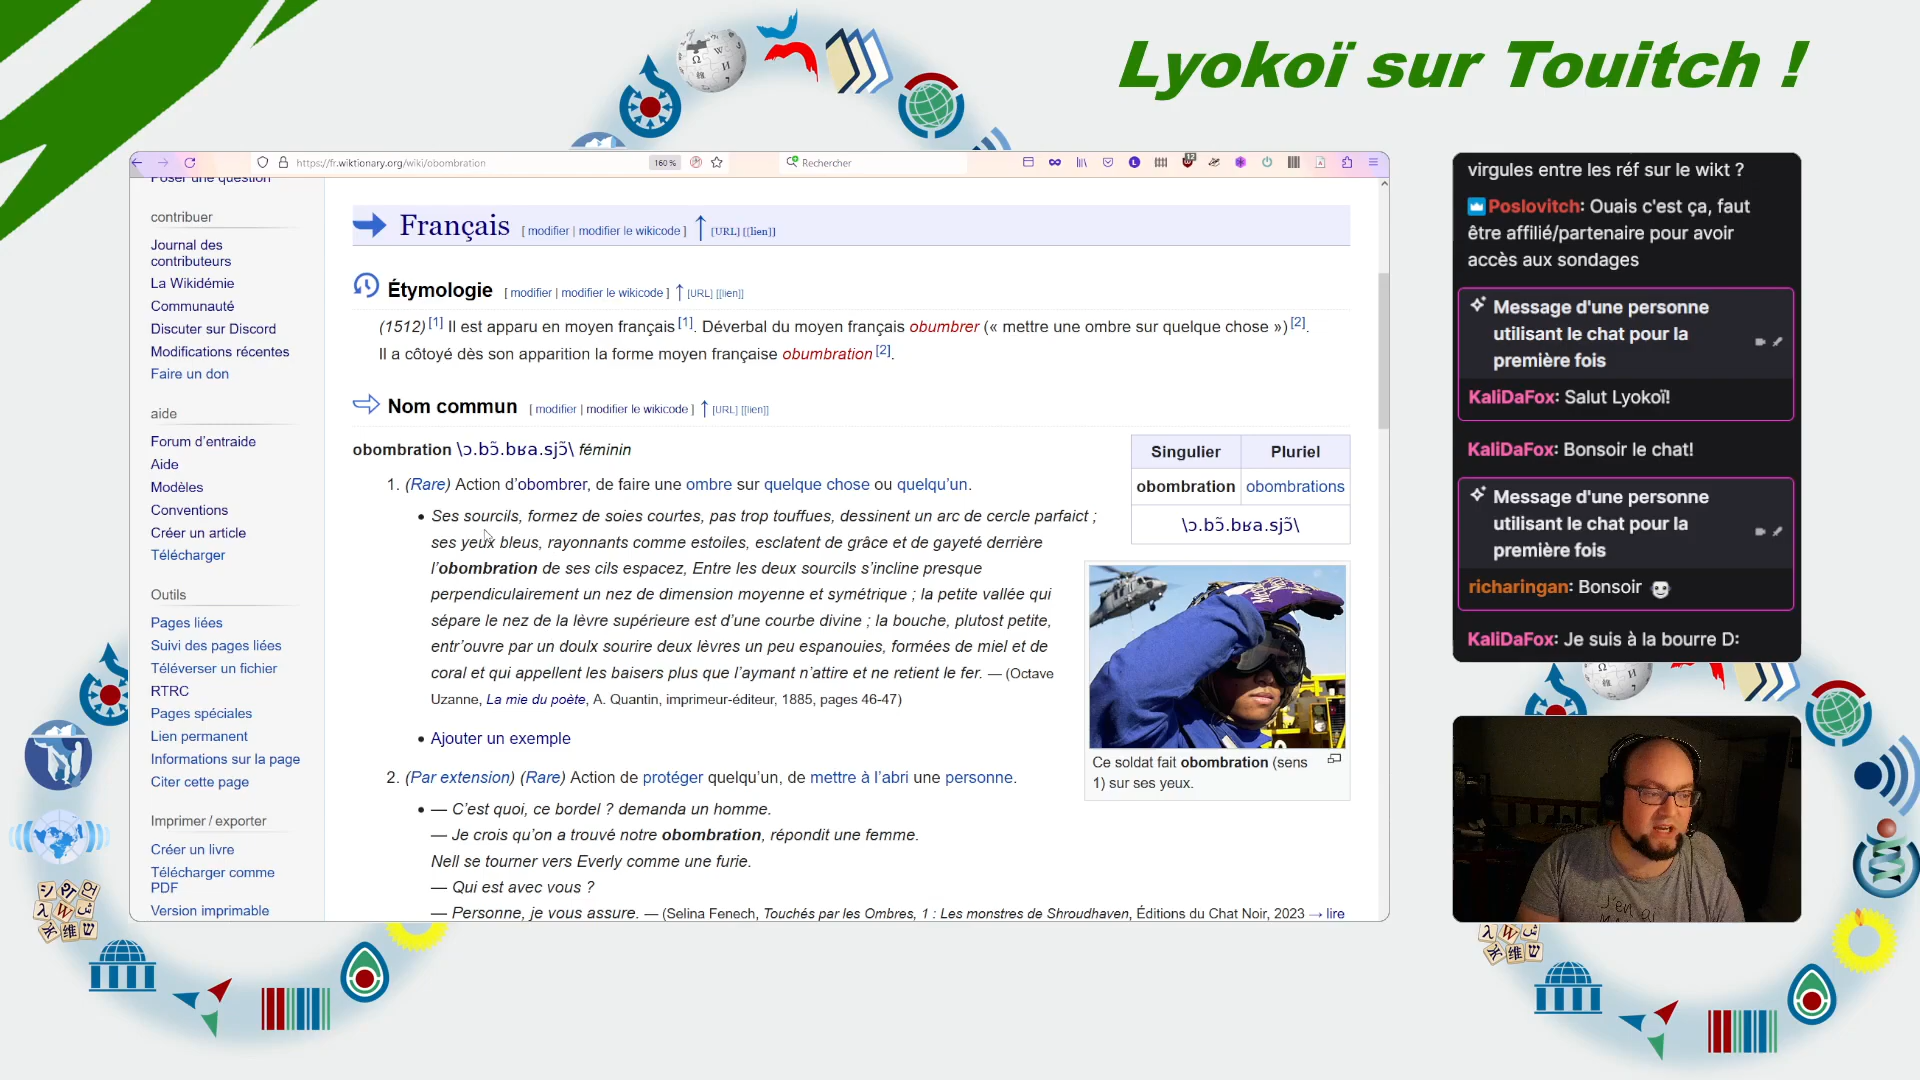 Lyokoï sur Touitch !
https://fr.wiktionary.org/wiki/obombration
160 %
Rechercher
Poser une question
contribuer
Journal des
contributeurs
La Wikidémie
Communauté
Discuter sur Discord
Modifications récentes
Faire un don
aide
Forum d’entraide
Aide
Modèles
Conventions
Créer un article
Télécharger
Outils
Pages liées
Suivi des pages liées
Téléverser un fichier
RTRC
Pages spéciales
Lien permanent
Informations sur la page
Citer cette page
Imprimer / exporter
Créer un livre
Télécharger comme
PDF
Version imprimable
Français [ modifier | modifier le wikicode ] ↑ [URL] [[lien]]
Étymologie [ modifier | modifier le wikicode ] ↑ [URL] [[lien]]
(1512) [1] Il est apparu en moyen français[1]. Déverbal du moyen français obumbrer (« mettre une ombre sur quelque chose »)[2].
Il a côtoyé dès son apparition la forme moyen française obumbration [2].
Nom commun [ modifier | modifier le wikicode ] ↑ [URL] [[lien]]
obombration \ɔ.bɔ̃.bʁa.sjɔ̃\ féminin
Singulier Pluriel
obombration obombrations
\ɔ.bɔ̃.bʁa.sjɔ̃\
1. (Rare) Action d’obombrer, de faire une ombre sur quelque chose ou quelqu’un.
• Ses sourcils, formez de soies courtes, pas trop touffues, dessinent un arc de cercle parfaict ;
ses yeux bleus, rayonnants comme estoiles, esclatent de grâce et de gayeté derrière
l’obombration de ses cils espacez, Entre les deux sourcils s’incline presque
perpendiculairement un nez de dimension moyenne et symétrique ; la petite vallée qui
sépare le nez de la lèvre supérieure est d’une courbe divine ; la bouche, plutost petite,
entr’ouvre par un doulx sourire deux lèvres un peu espanouies, formées de miel et de
coral et qui appellent les baisers plus que l’aymant n’attire et ne retient le fer. — (Octave
Uzanne, La mie du poète, A. Quantin, imprimeur-éditeur, 1885, pages 46-47)
• Ajouter un exemple
Ce soldat fait obombration (sens
1) sur ses yeux.
2. (Par extension) (Rare) Action de protéger quelqu’un, de mettre à l’abri une personne.
• — C’est quoi, ce bordel ? demanda un homme.
— Je crois qu’on a trouvé notre obombration, répondit une femme.
Nell se tourner vers Everly comme une furie.
— Qui est avec vous ?
— Personne, je vous assure. — (Selina Fenech, Touchés par les Ombres, 1 : Les monstres de Shroudhaven, Éditions du Chat Noir, 2023 → lire
virgules entre les réf sur le wikt ?
Poslovitch: Ouais c'est ça, faut
être affilié/partenaire pour avoir
accès aux sondages
Message d'une personne
utilisant le chat pour la
première fois
KaliDaFox: Salut Lyokoï!
KaliDaFox: Bonsoir le chat!
Message d'une personne
utilisant le chat pour la
première fois
richaringan: Bonsoir
KaliDaFox: Je suis à la bourre D:
J'en ai